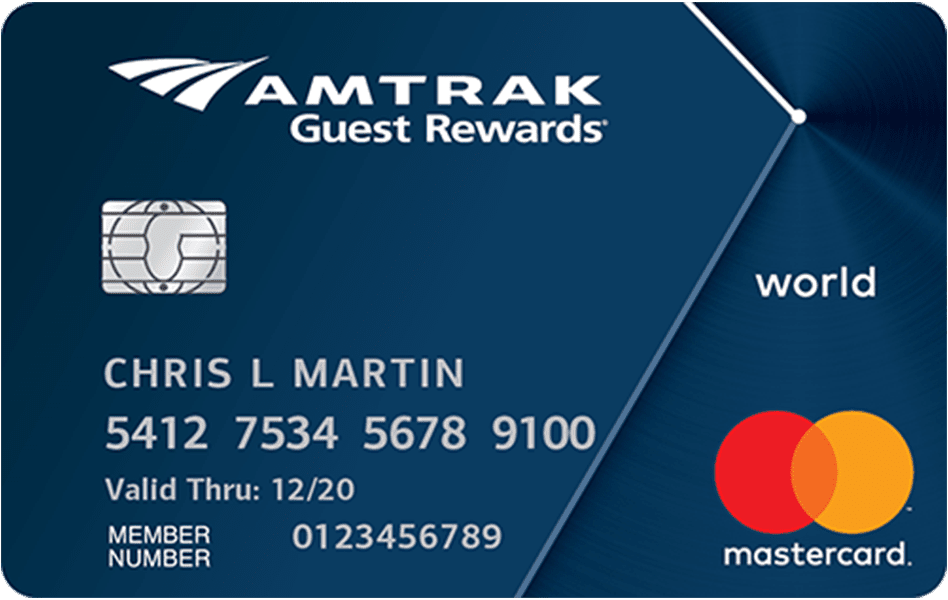 AMTRAK
Guest Rewards®
world
CHRIS L MARTIN
5412 7534 5678 9100
Valid Thru: 12/20
MEMBER
NUMBER 0123456789
mastercard.